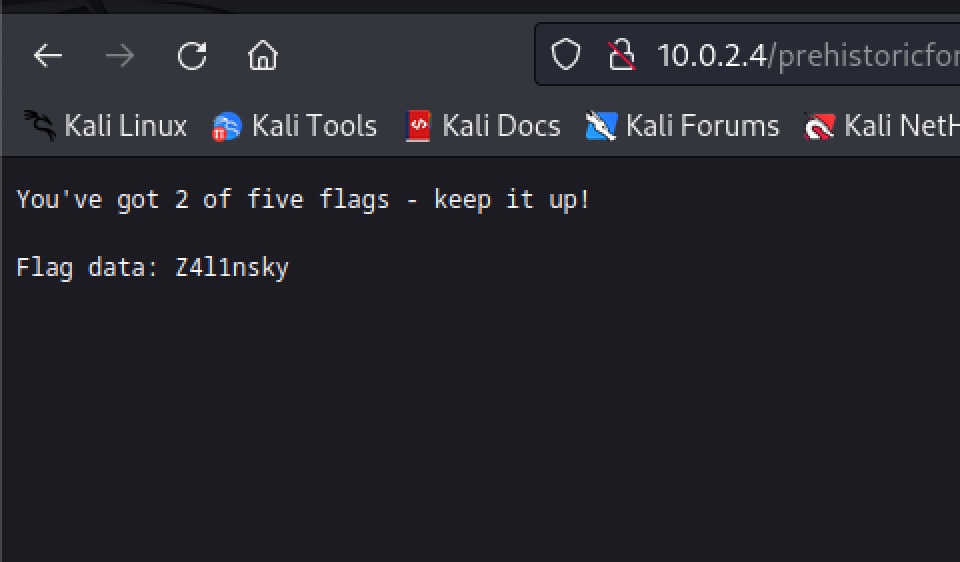 10.0.2.4/prehistoricfor
Kali Linux Kali Tools Kali Docs Kali Forums Kali NetH
You've got 2 of five flags - keep it up!
Flag data: Z4l1nsky